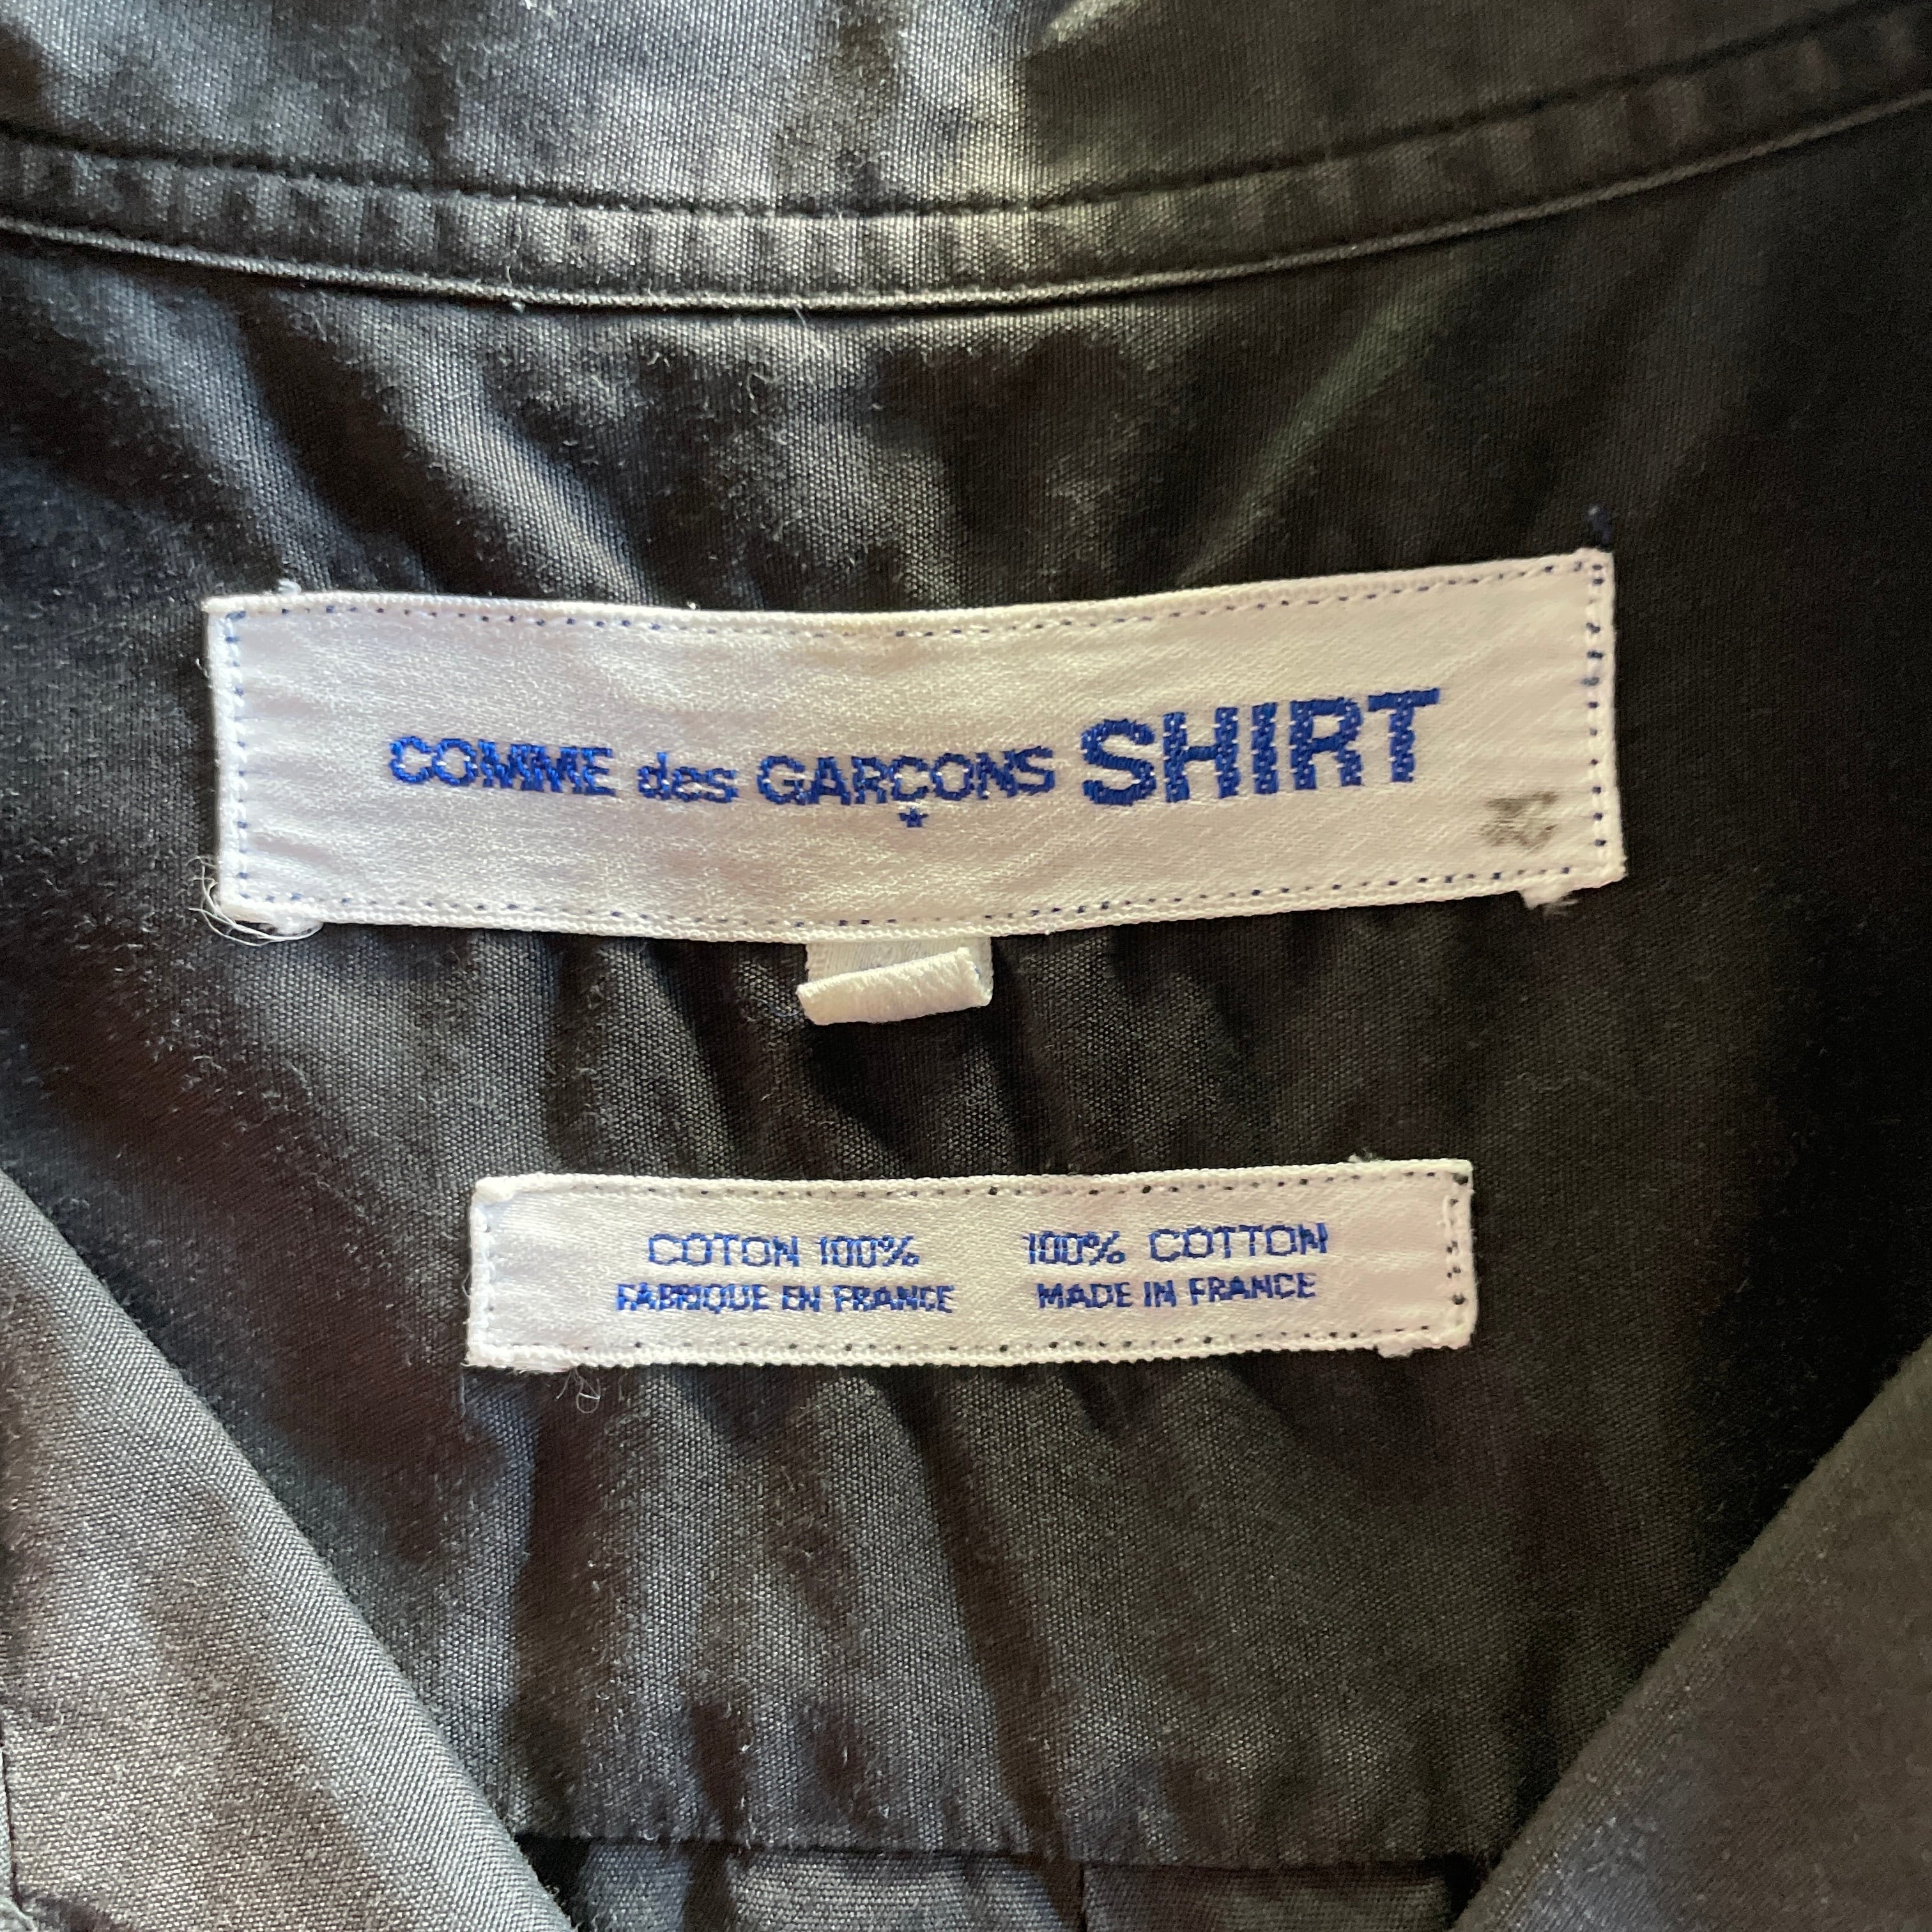 COMME des GARÇONS SHIRT
COTON 100% 100% COTTON
FABRIQUE EN FRANCE MADE IN FRANCE